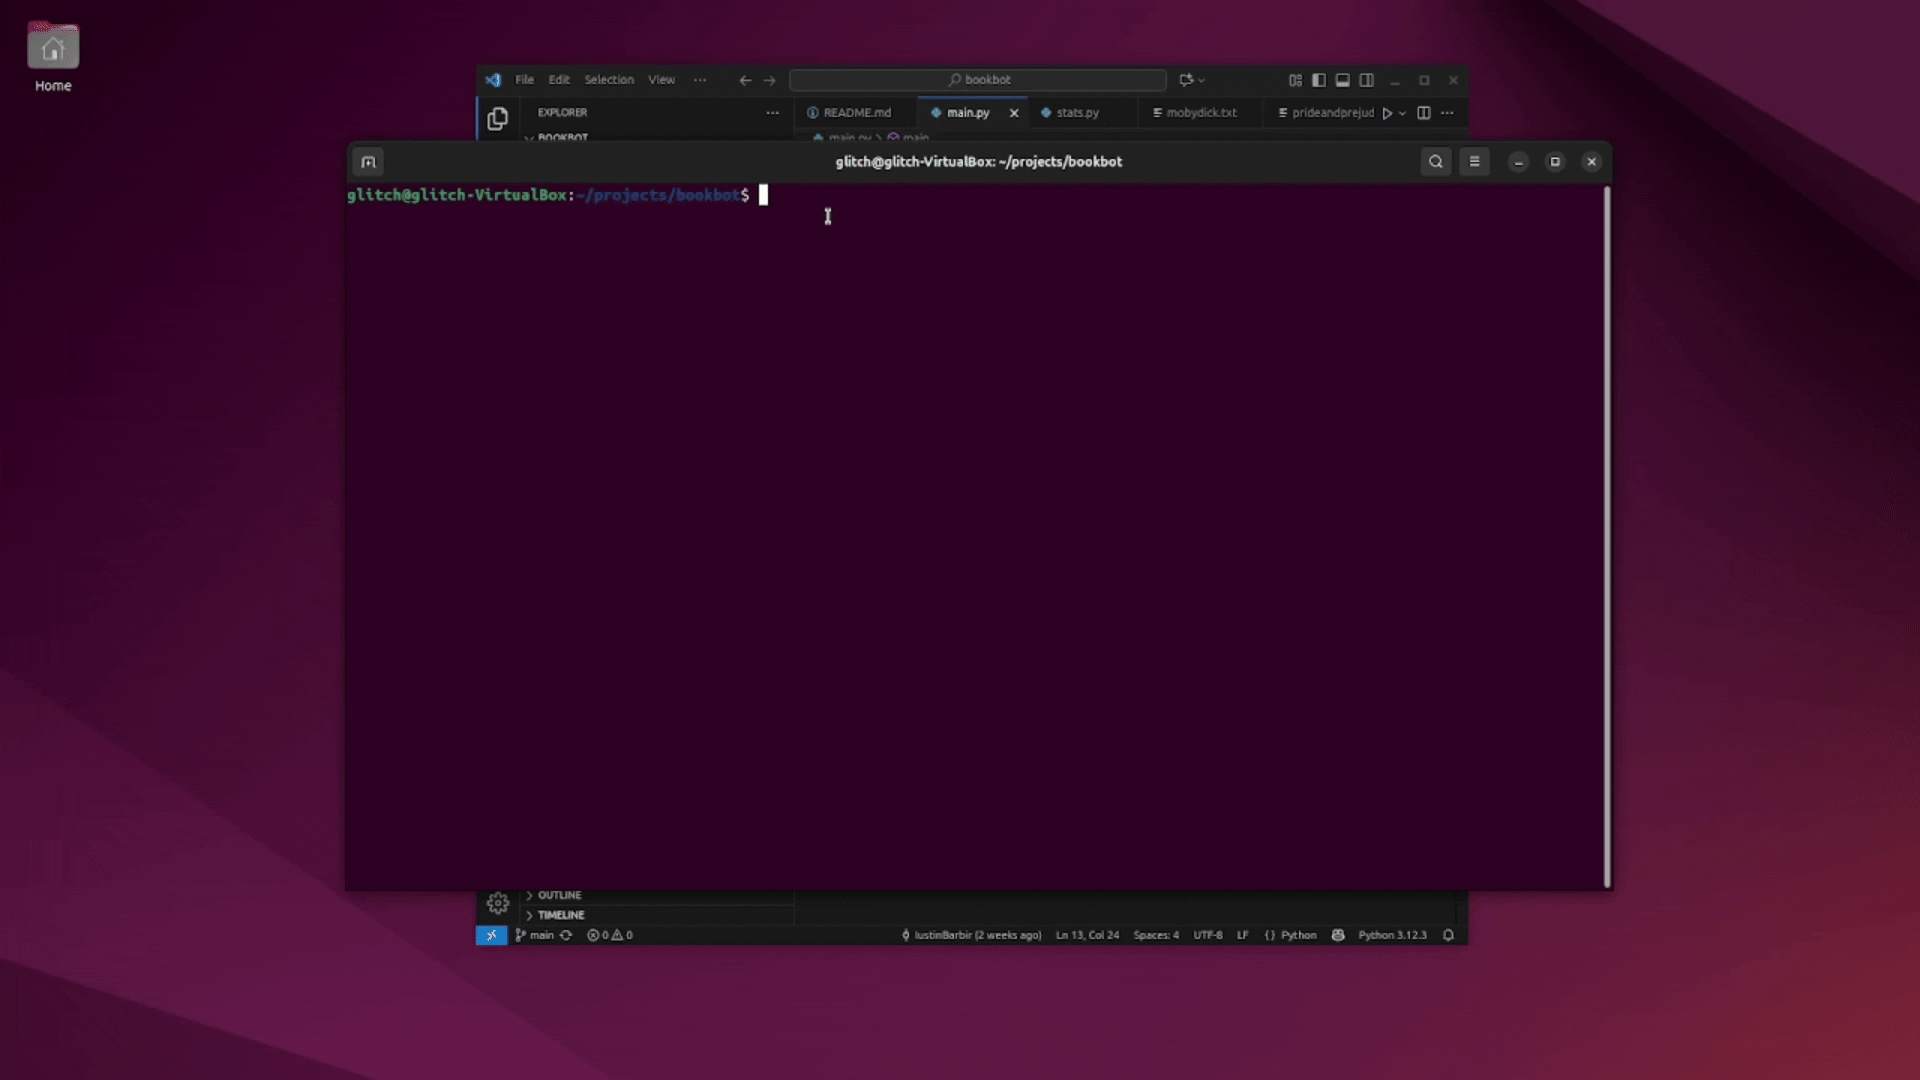 Home
File Edit Selection View ··· bookbot
EXPLORER ··· README.md main.py stats.py mobydick.txt prideandprejud ···
BOOKBOT main.py > main
glitch@glitch-VirtualBox: ~/projects/bookbot
glitch@glitch-VirtualBox:~/projects/bookbot$
OUTLINE
TIMELINE
main 0 0 IustinBarbir (2 weeks ago) Ln 13, Col 24 Spaces: 4 UTF-8 LF {} Python Python 3.12.3